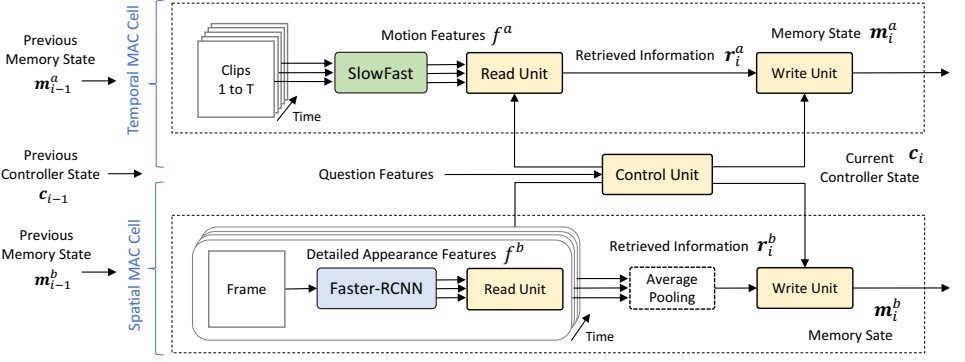 Previous
Memory State
m^a_{i−1}
Previous
Controller State
c_{i−1}
Previous
Memory State
m^b_{i−1}
Temporal MAC Cell
Spatial MAC Cell
Clips
1 to T
Time
SlowFast
Motion Features f^a
Read Unit
Retrieved Information r^a_i
Memory State m^a_i
Write Unit
Question Features
Control Unit
Current c_i
Controller State
Frame
Detailed Appearance Features f^b
Faster-RCNN
Read Unit
Time
Retrieved Information r^b_i
Average
Pooling
Write Unit
m^b_i
Memory Sate